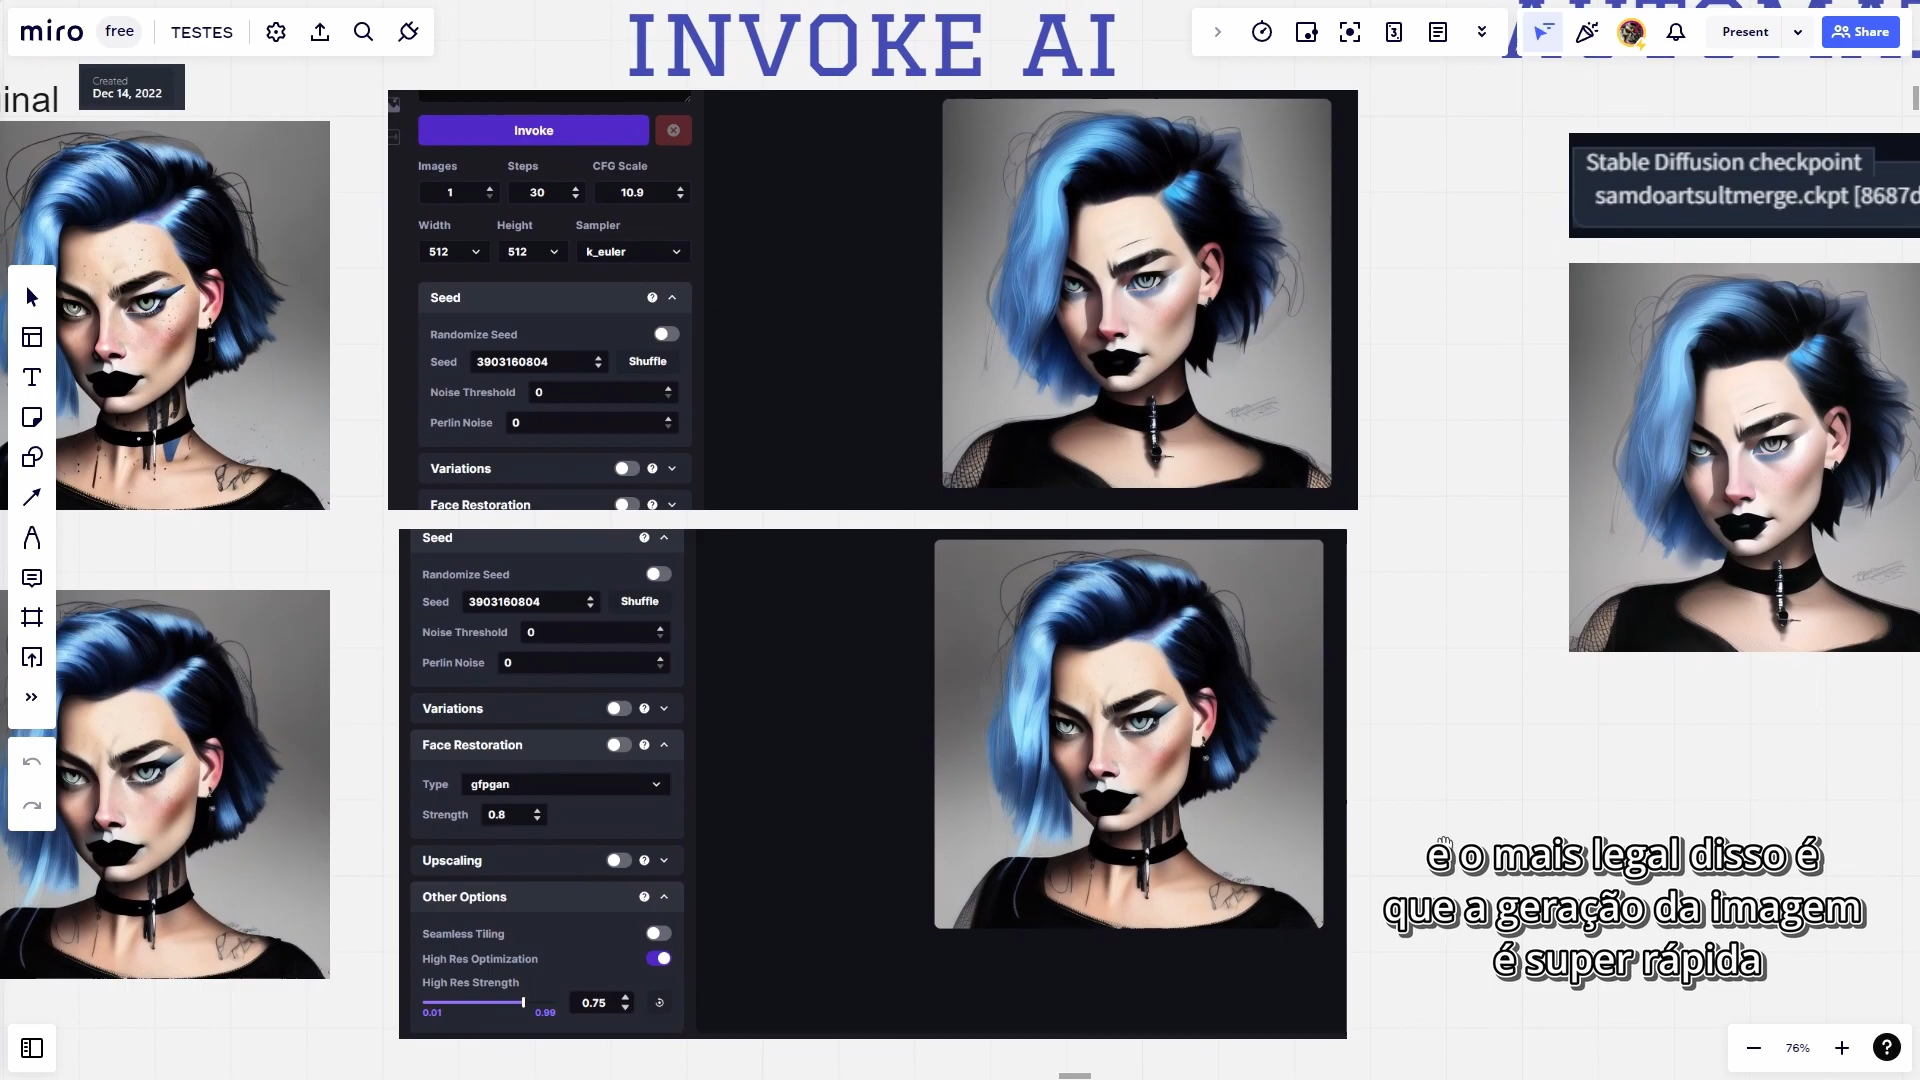 miro
free
TESTES
INVOKE AI
Present
Share
Created
Dec 14, 2022
inal
Invoke
Images
Steps
CFG Scale
1
30
10.9
Width
Height
Sampler
512
512
k_euler
Seed
Randomize Seed
Seed
3903160804
Shuffle
Noise Threshold
0
Perlin Noise
0
Variations
Face Restoration
Seed
Randomize Seed
Seed
3903160804
Shuffle
Noise Threshold
0
Perlin Noise
0
Variations
Face Restoration
Type
gfpgan
Strength
0.8
Upscaling
Other Options
Seamless Tiling
High Res Optimization
High Res Strength
0.75
0.01
0.99
Stable Diffusion checkpoint
samdoartsultmerge.ckpt [8687d
e o mais legal disso é
que a geração da imagem
é super rápida
76%